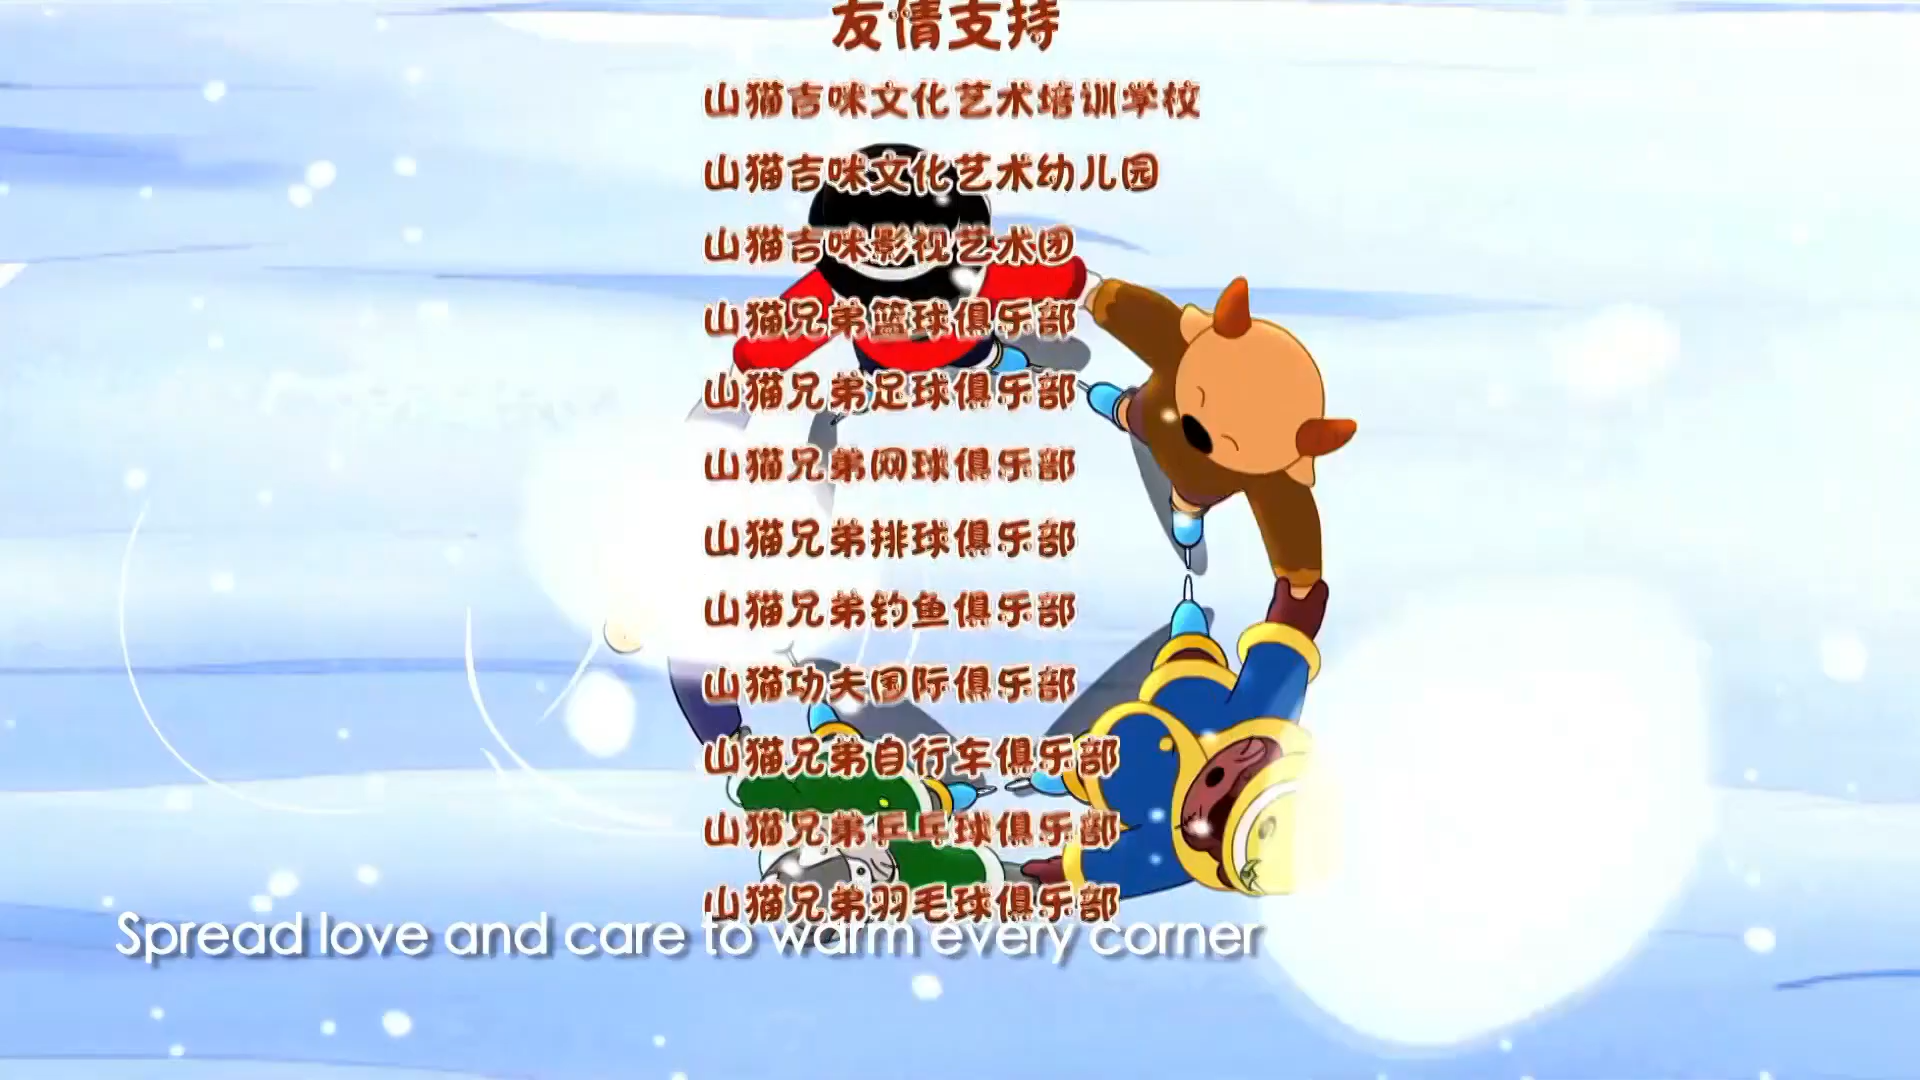 友情支持
山猫吉咪文化艺术培训学校
山猫吉咪文化艺术幼儿园
山猫吉咪影视艺术团
山猫兄弟篮球俱乐部
山猫兄弟足球俱乐部
山猫兄弟网球俱乐部
山猫兄弟排球俱乐部
山猫兄弟钓鱼俱乐部
山猫功夫国际俱乐部
山猫兄弟自行车俱乐部
山猫兄弟乒乓球俱乐部
山猫兄弟羽毛球俱乐部
Spread love and care to warm every corner